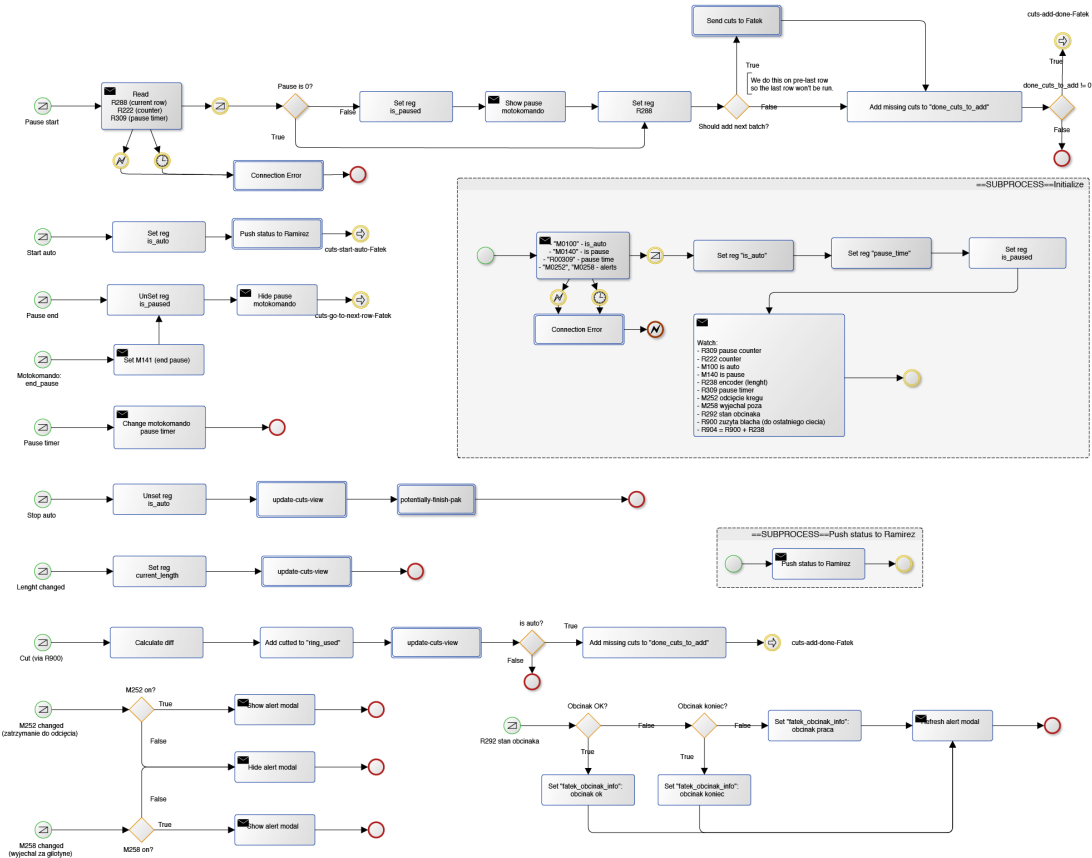 cuts-add-done-Fatek
Send cuts to Fatek
True
We do this on pre-last row
so the last row won't be run.
True
done_cuts_to_add != 0
Read
R288 (current row)
R222 (counter)
R309 (pause timer)
Pause start
Pause is 0?
False
True
Set reg
is_paused
Show pause
motokomando
Set reg
R288
Should add next batch?
False
Add missing cuts to "done_cuts_to_add"
False
Connection Error
==SUBPROCESS==Initialize
"M0100" - is_auto
- "M0140" - is pause
- "R00309" - pause time
- "M0252", "M0258 - alerts
Set reg "is_auto"
Set reg "pause_time"
Set reg
is_paused
Connection Error
Watch:
- R309 pause counter
- R222 counter
- M100 is auto
- M140 is pause
- R238 encoder (lenght)
- R309 pause timer
- M252 odcięcie kregu
- M258 wyjechal poza
- R292 stan obcinaka
- R900 zuzyta blacha (do ostatniego ciecia)
- R904 = R900 + R238
Start auto
Set reg
is_auto
Push status to Ramirez
cuts-start-auto-Fatek
Pause end
UnSet reg
is_paused
Hide pause
motokomando
cuts-go-to-next-row-Fatek
Motokomando:
end_pause
Set M141 (end pause)
Pause timer
Change motokomando
pause timer
Stop auto
Unset reg
is_auto
update-cuts-view
potentially-finish-pak
==SUBPROCESS==Push status to Ramirez
Push status to Ramirez
Lenght changed
Set reg
current_length
update-cuts-view
Cut (via R900)
Calculate diff
Add cutted to "ring_used"
update-cuts-view
is auto?
True
False
Add missing cuts to "done_cuts_to_add"
cuts-add-done-Fatek
M252 changed
(zatrzymanie do odcięcia)
M252 on?
True
Show alert modal
False
Hide alert modal
False
M258 changed
(wyjechal za gilotyne)
M258 on?
True
Show alert modal
R292 stan obcinaka
Obcinak OK?
False
True
Obcinak koniec?
False
True
Set "fatek_obcinak_info":
obcinak praca
Refresh alert modal
Set "fatek_obcinak_info":
obcinak ok
Set "fatek_obcinak_info":
obcinak koniec